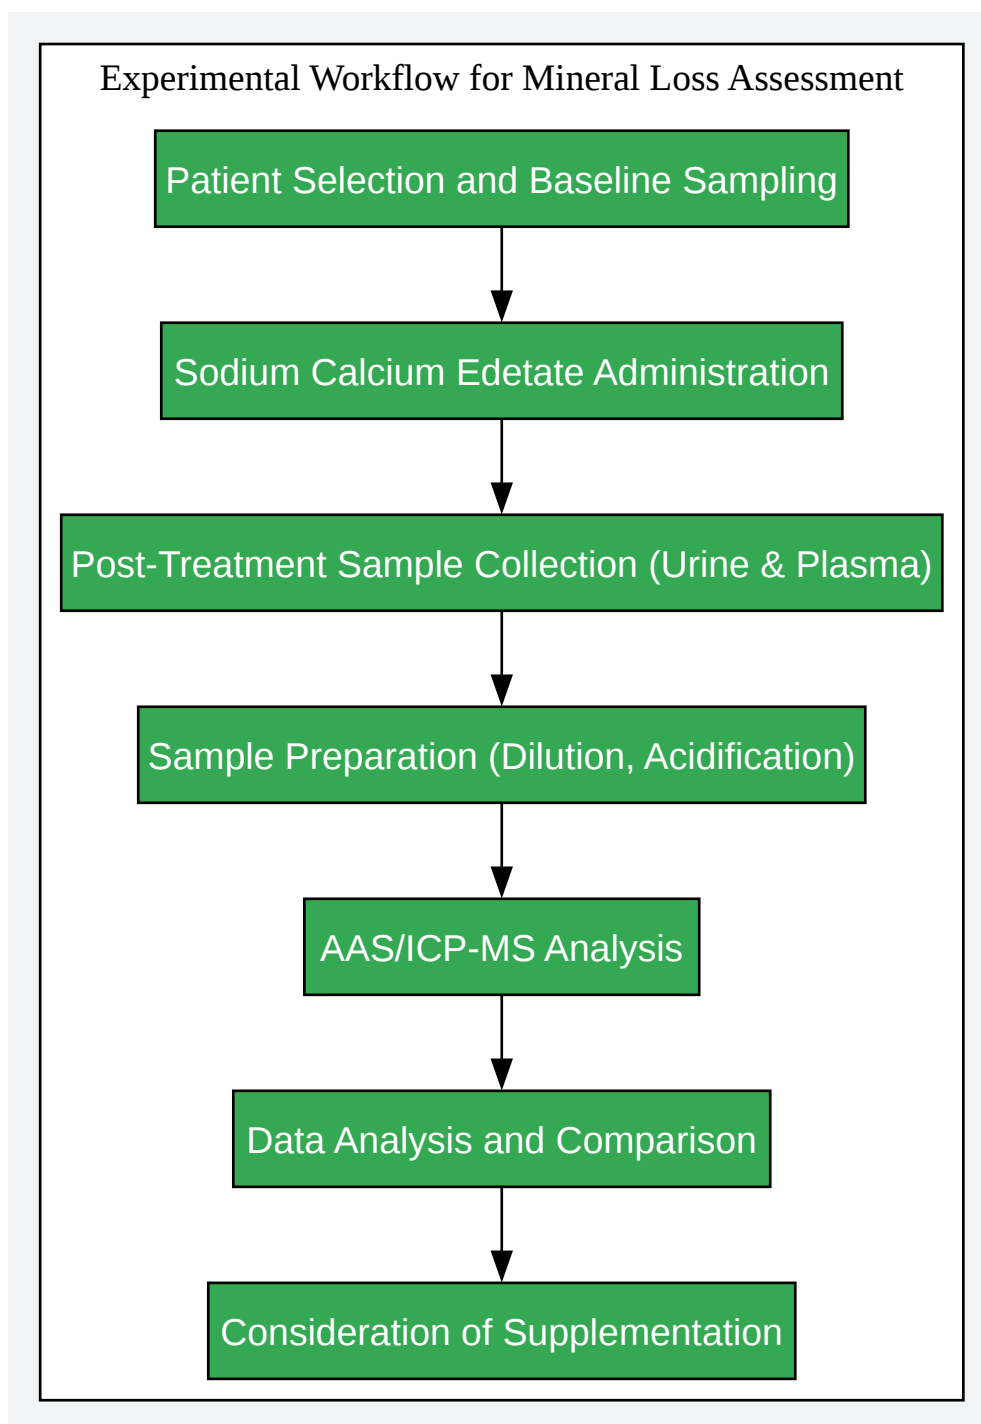 Experimental Workflow for Mineral Loss Assessment
Patient Selection and Baseline Sampling
Sodium Calcium Edetate Administration
Post-Treatment Sample Collection (Urine & Plasma)
Sample Preparation (Dilution, Acidification)
AAS/ICP-MS Analysis
Data Analysis and Comparison
Consideration of Supplementation